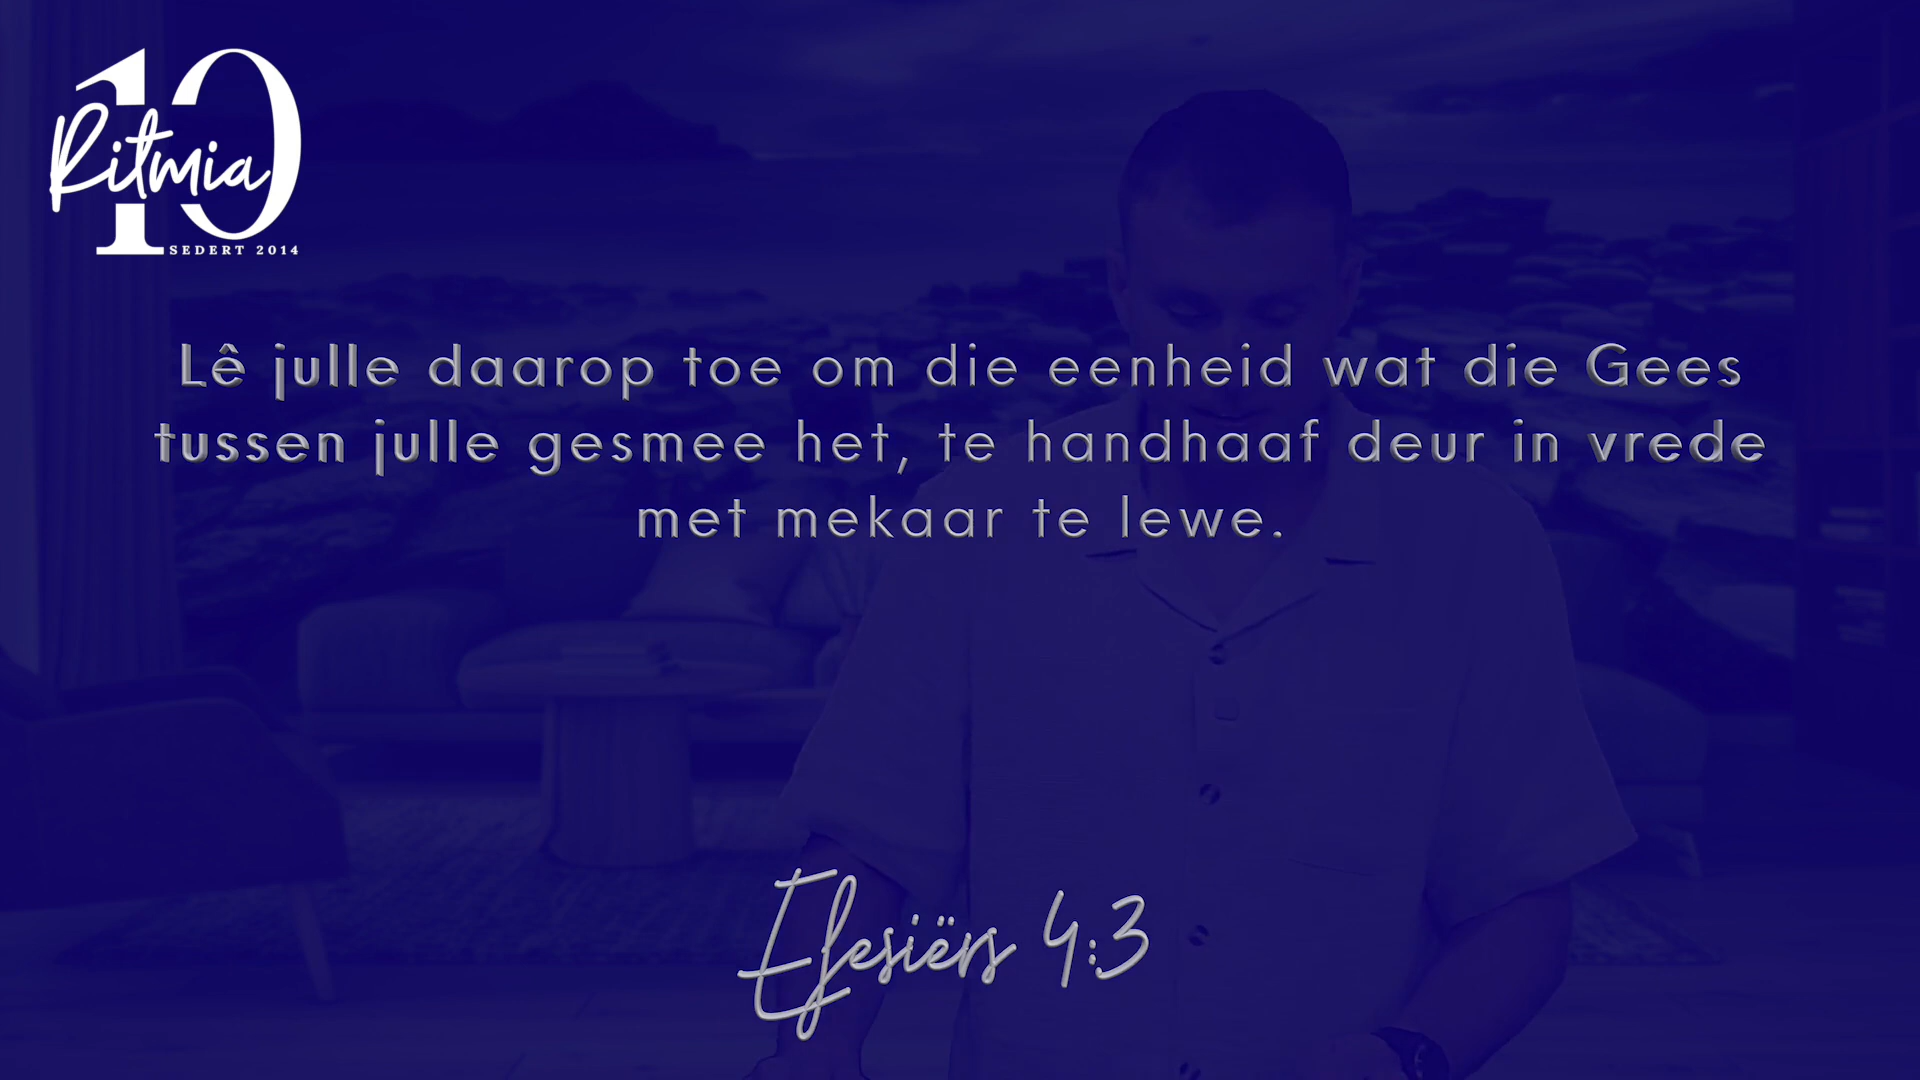 10
Ritmia
SEDERT 2014
Lê julle daarop toe om die eenheid wat die Gees
tussen julle gesmee het, te handhaaf deur in vrede
met mekaar te lewe.
Efesiërs 4:3